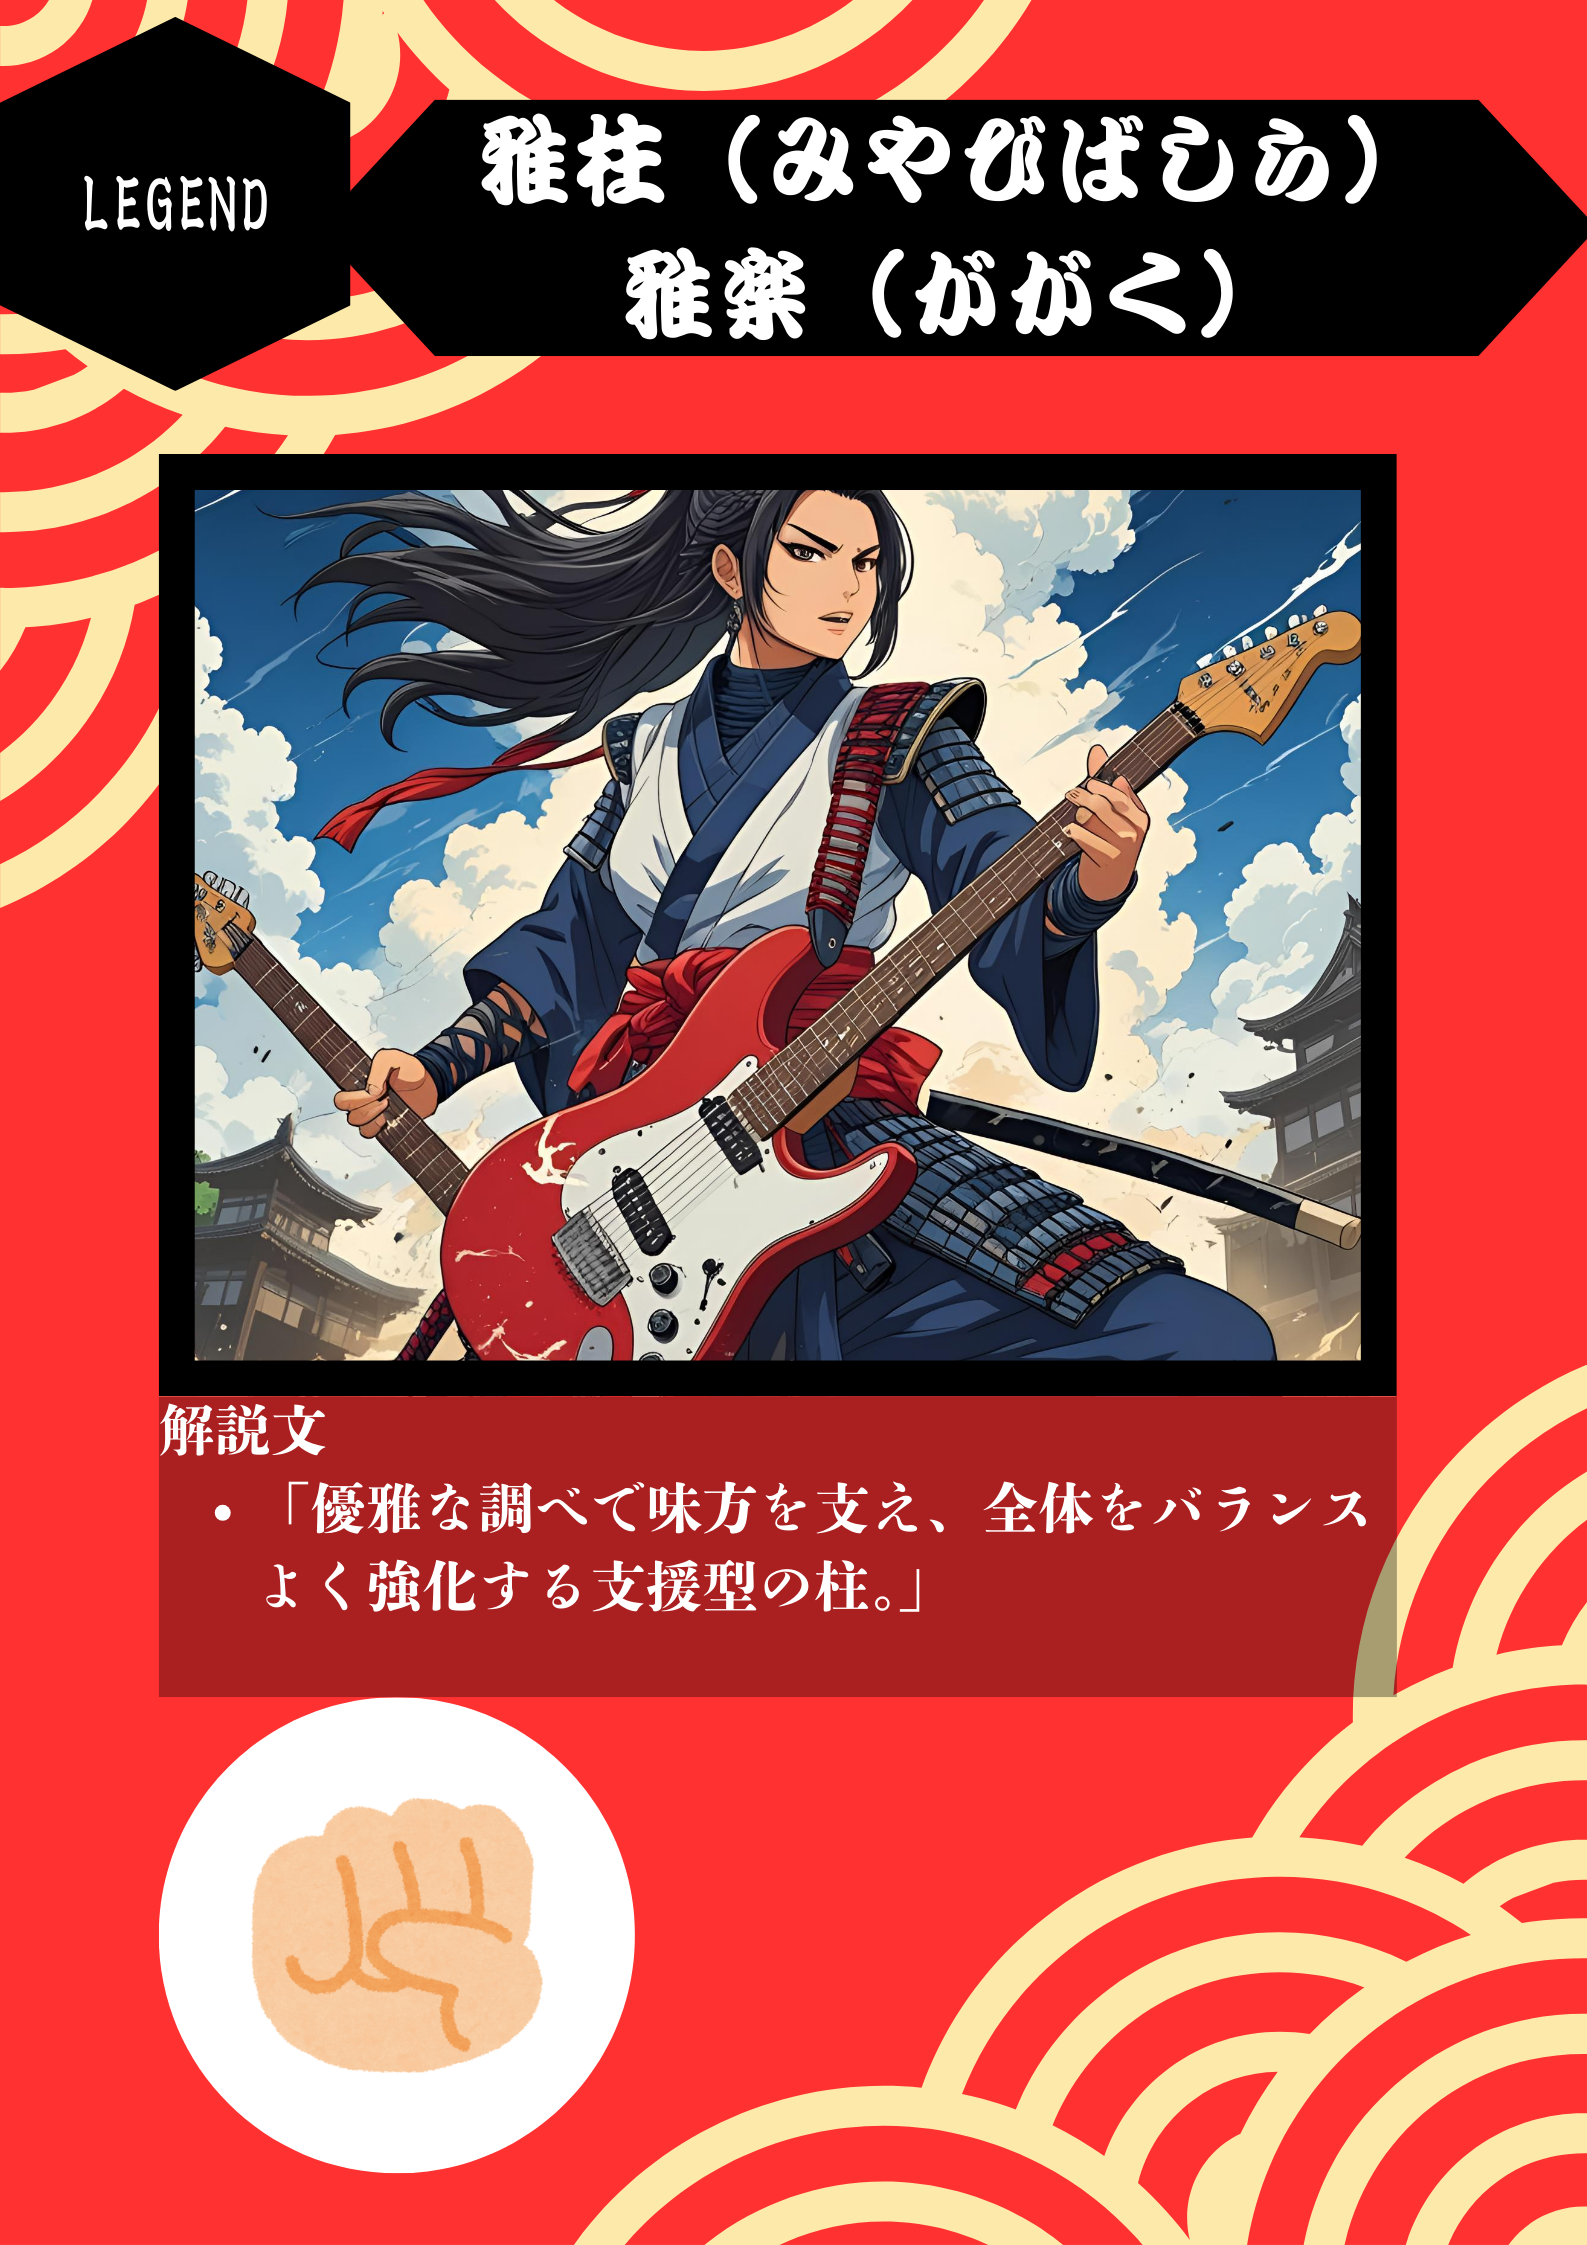 LEGEND
雅柱（みやびばしら）
雅楽（ががく）
解説文
• 「優雅な調べで味方を支え、全体をバランス
よく強化する支援型の柱。」